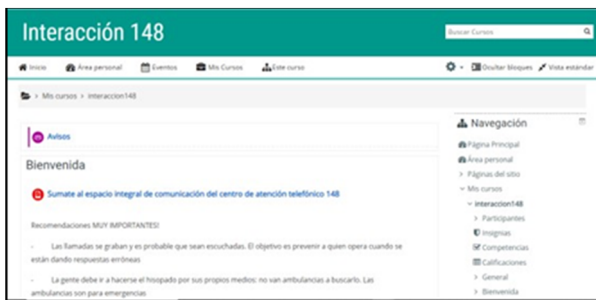 Interacción 148
Buscar Cursos
Inicio Área personal Eventos Mis Cursos Este curso
Ocultar bloques Vista estándar
> Mis cursos > interaccion148
Avisos
Bienvenida
Sumate al espacio integral de comunicación del centro de atención telefónico 148
Recomendaciones MUY IMPORTANTES!
- Las llamadas se graban y es probable que sean escuchadas. El objetivo es prevenir a quien opera cuando se
están dando respuestas erróneas
- La gente debe ir a hacerse el hisopado por sus propios medios: no van ambulancias a buscarlo. Las
ambulancias son para emergencias
Navegación
Página Principal
Área personal
> Páginas del sitio
Mis cursos
interaccion148
> Participantes
Insignias
Competencias
Calificaciones
> General
> Bienvenida